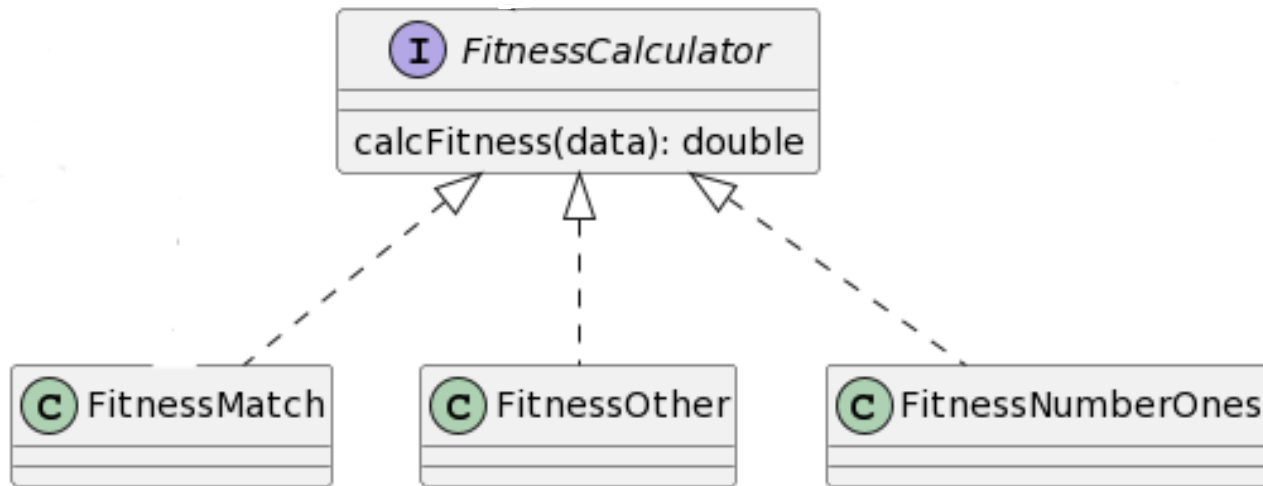 I FitnessCalculator
calcFitness(data): double
C FitnessMatch
C FitnessOther
C FitnessNumberOnes